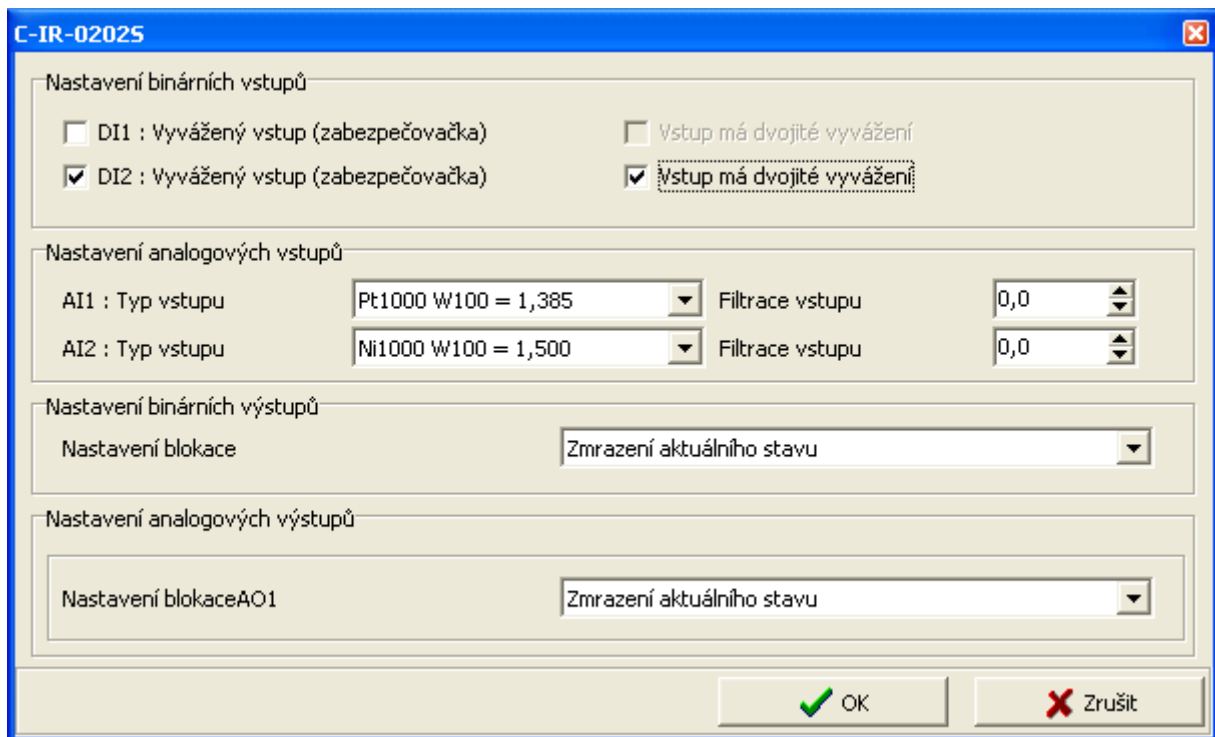 C-IR-0202S
Nastavení binárních vstupů
DI1 : Vyvážený vstup (zabezpečovačka) Vstup má dvojité vyvážení
DI2 : Vyvážený vstup (zabezpečovačka) Vstup má dvojité vyvážení
Nastavení analogových vstupů
AI1 : Typ vstupu Pt1000 W100 = 1,385 Filtrace vstupu 0,0
AI2 : Typ vstupu Ni1000 W100 = 1,500 Filtrace vstupu 0,0
Nastavení binárních výstupů
Nastavení blokace Zmrazení aktuálního stavu
Nastavení analogových výstupů
Nastavení blokaceAO1 Zmrazení aktuálního stavu
OK Zrušit